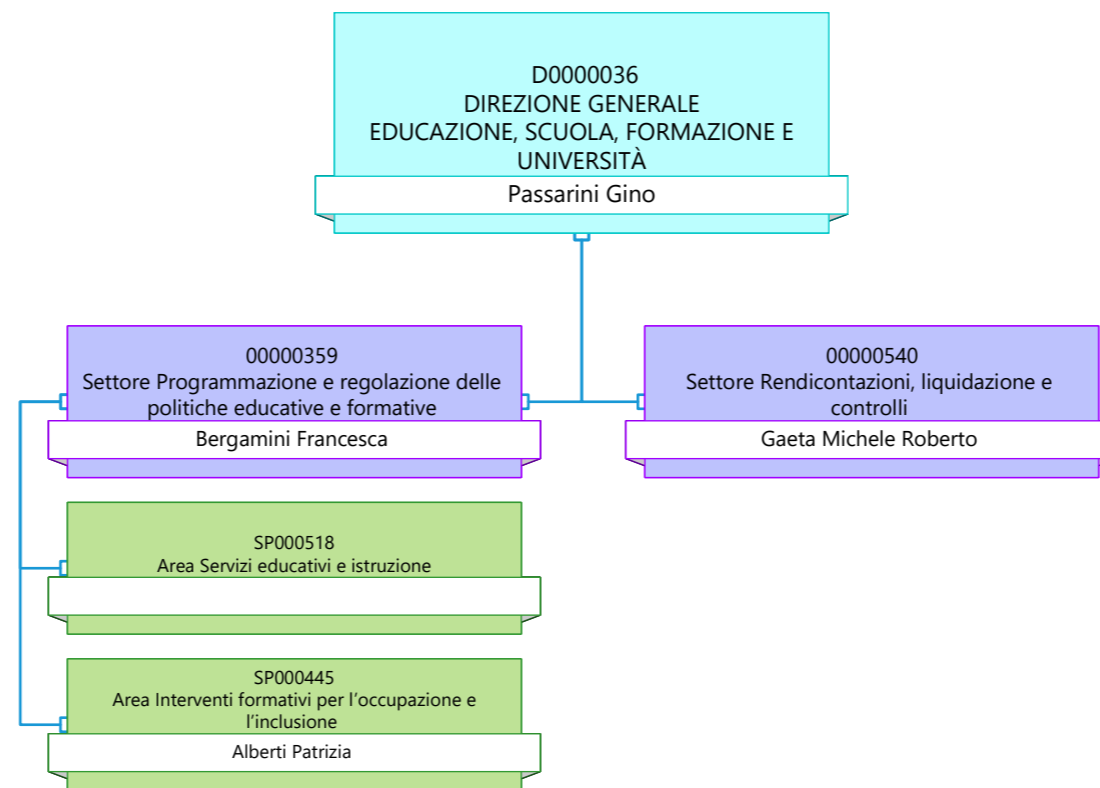 D0000036
DIREZIONE GENERALE
EDUCAZIONE, SCUOLA, FORMAZIONE E
UNIVERSITÀ
Passarini Gino
00000359
Settore Programmazione e regolazione delle
politiche educative e formative
Bergamini Francesca
00000540
Settore Rendicontazioni, liquidazione e
controlli
Gaeta Michele Roberto
SP000518
Area Servizi educativi e istruzione
SP000445
Area Interventi formativi per l’occupazione e
l’inclusione
Alberti Patrizia